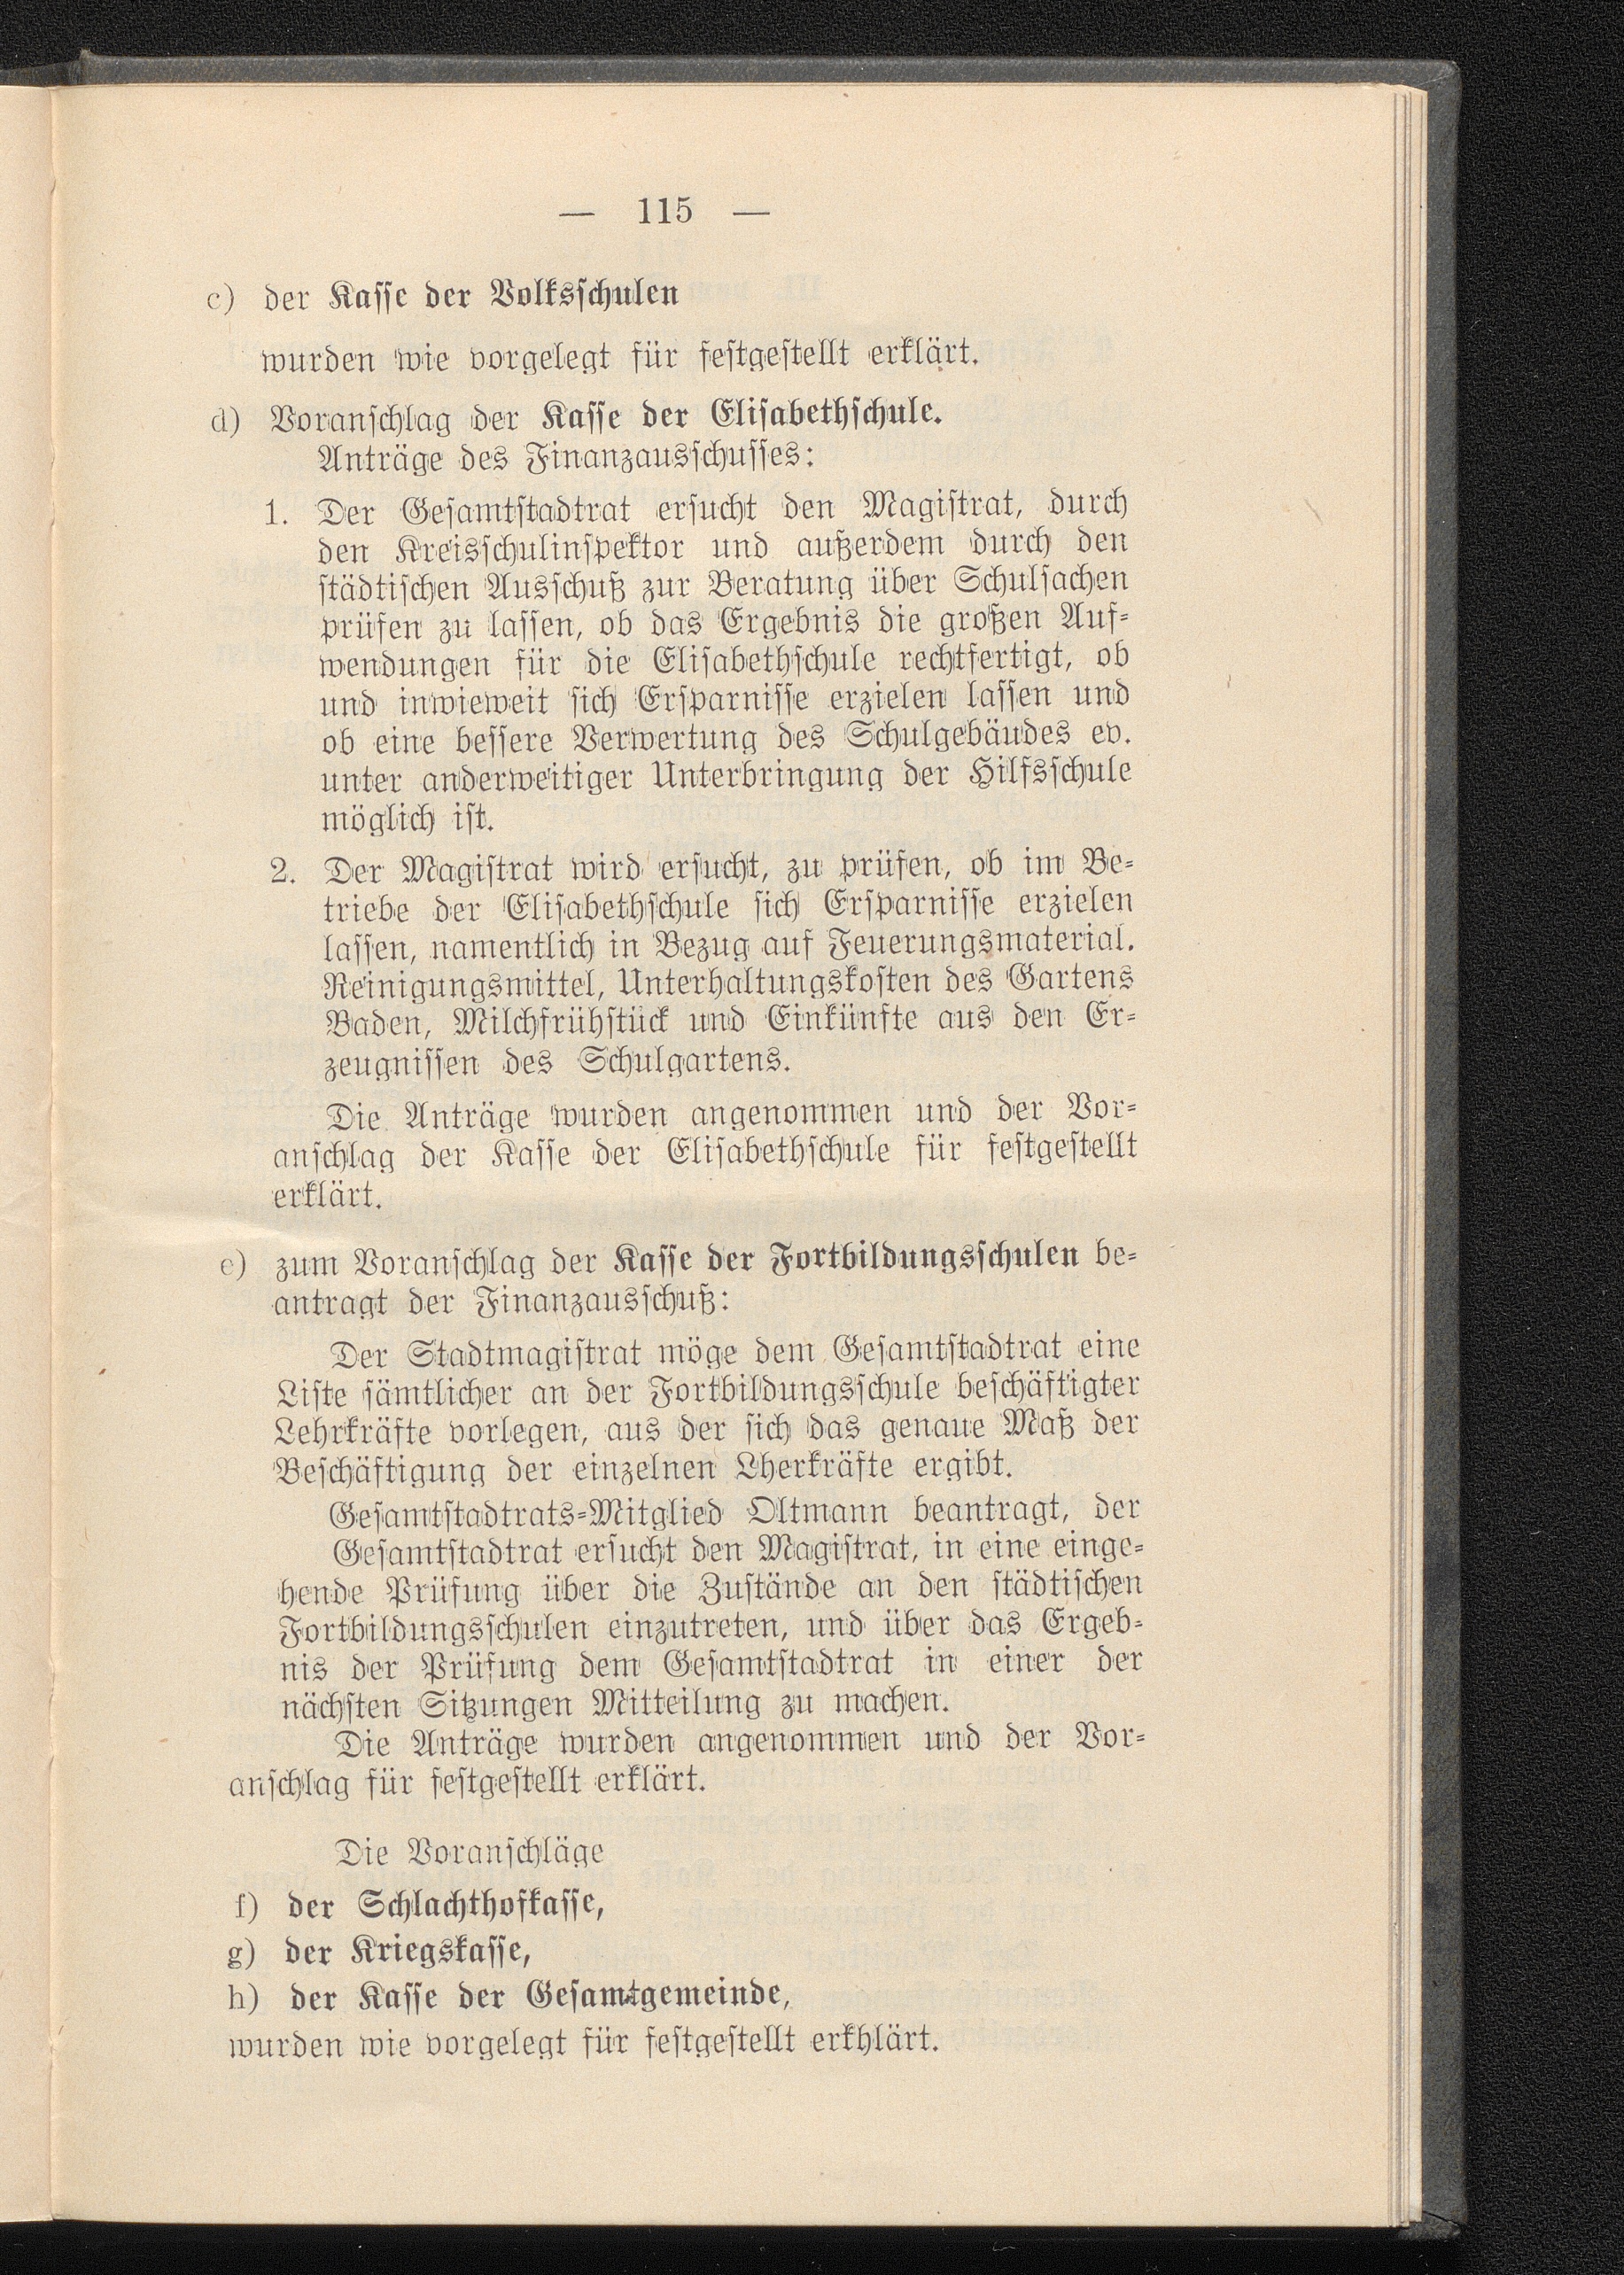 — 115 —
c) der Kasse der Volksschulen
wurden wie vorgelegt für festgestellt erklärt.
d) Voranschlag der Kasse der Elisabethschule.
Anträge des Finanzausschusses:
1. Der Gesamtstadtrat ersucht den Magistrat, durch
den Kreisschulinspektor und außerdem durch den
städtischen Ausschuß zur Beratung über Schulsachen
prüfen zu lassen, ob das Ergebnis die großen Auf-
wendungen für die Elisabethschule rechtfertigt, ob
und inwieweit sich Ersparnisse erzielen lassen und
ob eine bessere Verwertung des Schulgebäudes ev.
unter anderweitiger Unterbringung der Hilfsschule
möglich ist.
2. Der Magistrat wird ersucht, zu prüfen, ob im Be-
triebe der Elisabethschule sich Ersparnisse erzielen
lassen, namentlich in Bezug auf Feuerungsmaterial.
Reinigungsmittel, Unterhaltungskosten des Gartens
Baden, Milchfrühstück und Einkünfte aus den Er-
zeugnissen des Schulgartens.
Die Anträge wurden angenommen und der Vor-
anschlag der Kasse der Elisabethschule für festgestellt
erklärt.
e) zum Voranschlag der Kasse der Fortbildungsschulen be-
antragt der Finanzausschuß:
Der Stadtmagistrat möge dem Gesamtstadtrat eine
Liste sämtlicher an der Fortbildungsschule beschäftigter
Lehrkräfte vorlegen, aus der sich das genaue Maß der
Beschäftigung der einzelnen Lherkräfte ergibt.
Gesamtstadtrats-Mitglied Oltmann beantragt, der
Gesamtstadtrat ersucht den Magistrat, in eine einge-
hende Prüfung über die Zustände an den städtischen
Fortbildungsschulen einzutreten, und über das Ergeb-
nis der Prüfung dem Gesamtstadtrat in einer der
nächsten Sitzungen Mitteilung zu machen.
Die Anträge wurden angenommen und der Vor-
anschlag für festgestellt erklärt.
Die Voranschläge
f) der Schlachthofkasse,
g) der Kriegskasse,
h) der Kasse der Gesamtgemeinde,
wurden wie vorgelegt für festgestellt erkhlärt.